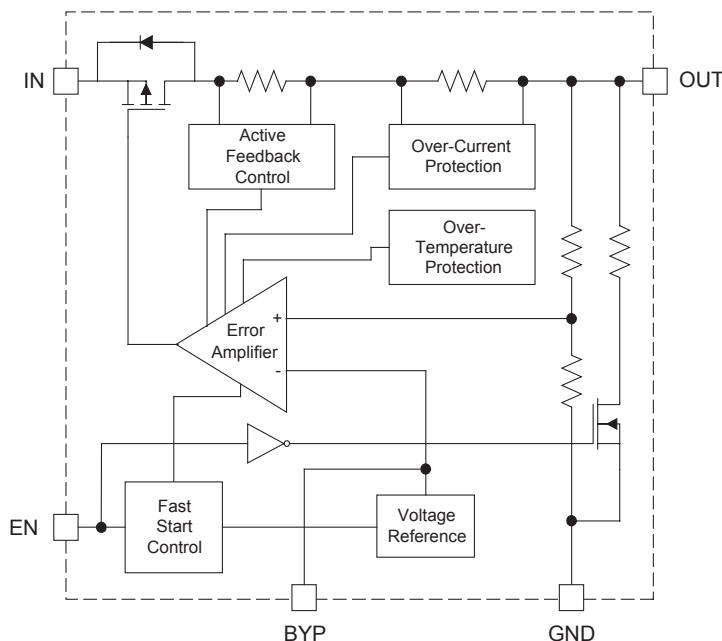 IN
OUT
Active
Feedback
Control
Over-Current
Protection
Over-
Temperature
Protection
+
Error
Amplifier
-
EN
Fast
Start
Control
Voltage
Reference
BYP
GND